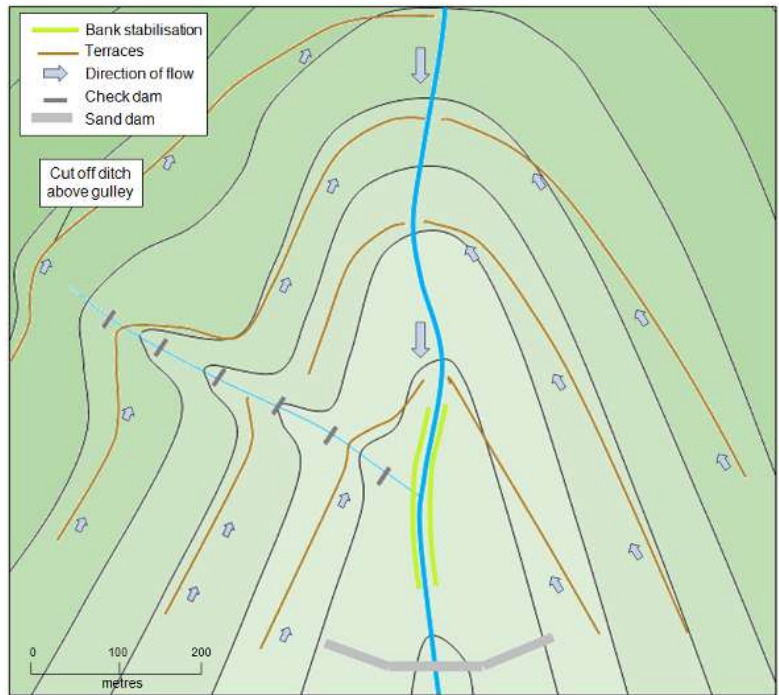 Bank stabilisation
Terraces
Direction of flow
Check dam
Sand dam
Cut off ditch
above gulley
0 100 200
metres